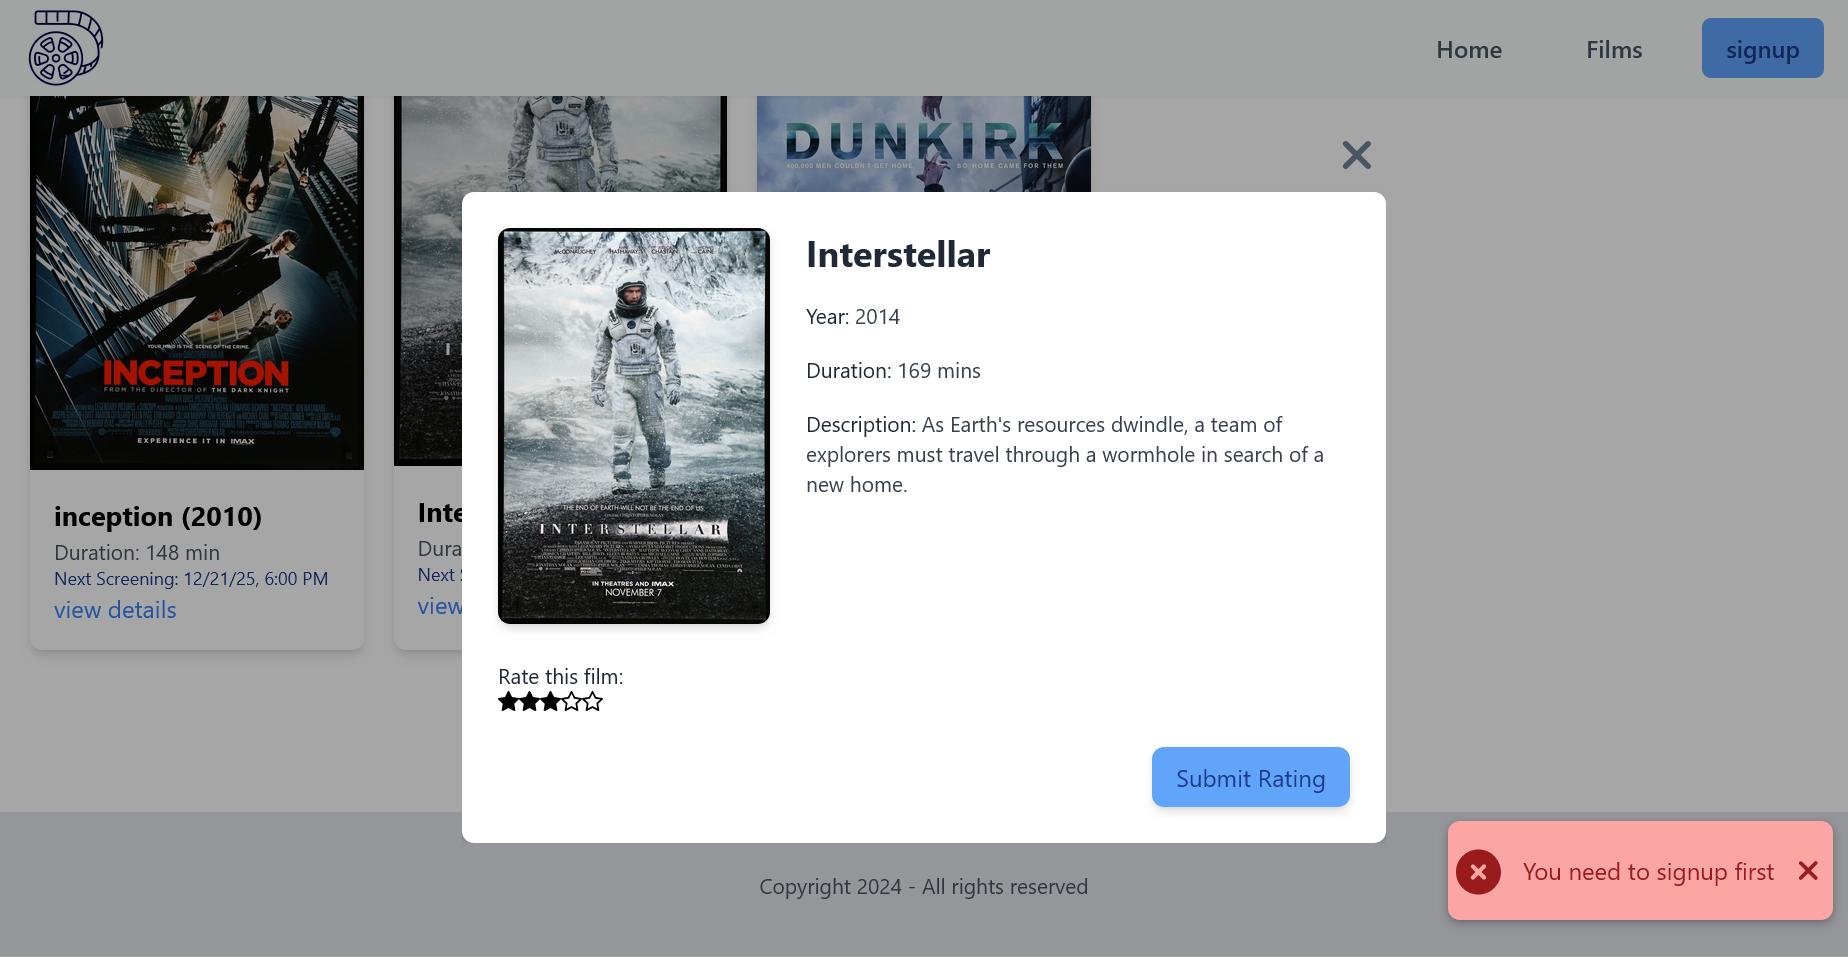 Home
Films
signup
DUNKIRK
400,000 MEN COULDN'T GET HOME. SO HOME CAME FOR THEM
YOUR MIND IS THE SCENE OF THE CRIME.
INCEPTION
FROM THE DIRECTOR OF THE DARK KNIGHT
EXPERIENCE IT IN IMAX
inception (2010)
Duration: 148 min
Next Screening: 12/21/25, 6:00 PM
view details
Inte
Dura
Next
view
McCONAUGHEY HATHAWAY CHASTAIN CAINE
THE END OF EARTH WILL NOT BE THE END OF US
INTERSTELLAR
IN THEATRES AND IMAX
NOVEMBER 7
Interstellar
Year: 2014
Duration: 169 mins
Description: As Earth's resources dwindle, a team of
explorers must travel through a wormhole in search of a
new home.
Rate this film:
Submit Rating
You need to signup first
Copyright 2024 - All rights reserved